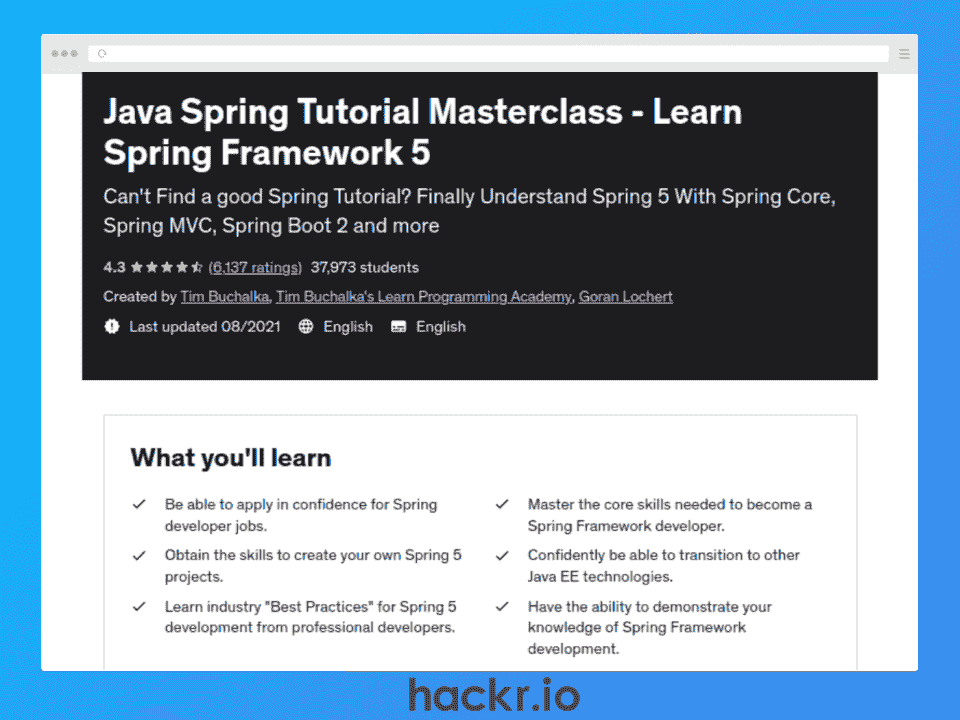 Java Spring Tutorial Masterclass - Learn
Spring Framework 5
Can't Find a good Spring Tutorial? Finally Understand Spring 5 With Spring Core,
Spring MVC, Spring Boot 2 and more
4.3 (6,137 ratings) 37,973 students
Created by Tim Buchalka, Tim Buchalka's Learn Programming Academy, Goran Lochert
Last updated 08/2021 English English
What you'll learn
Be able to apply in confidence for Spring
developer jobs.
Obtain the skills to create your own Spring 5
projects.
Learn industry "Best Practices" for Spring 5
development from professional developers.
Master the core skills needed to become a
Spring Framework developer.
Confidently be able to transition to other
Java EE technologies.
Have the ability to demonstrate your
knowledge of Spring Framework
development.
hackr.io